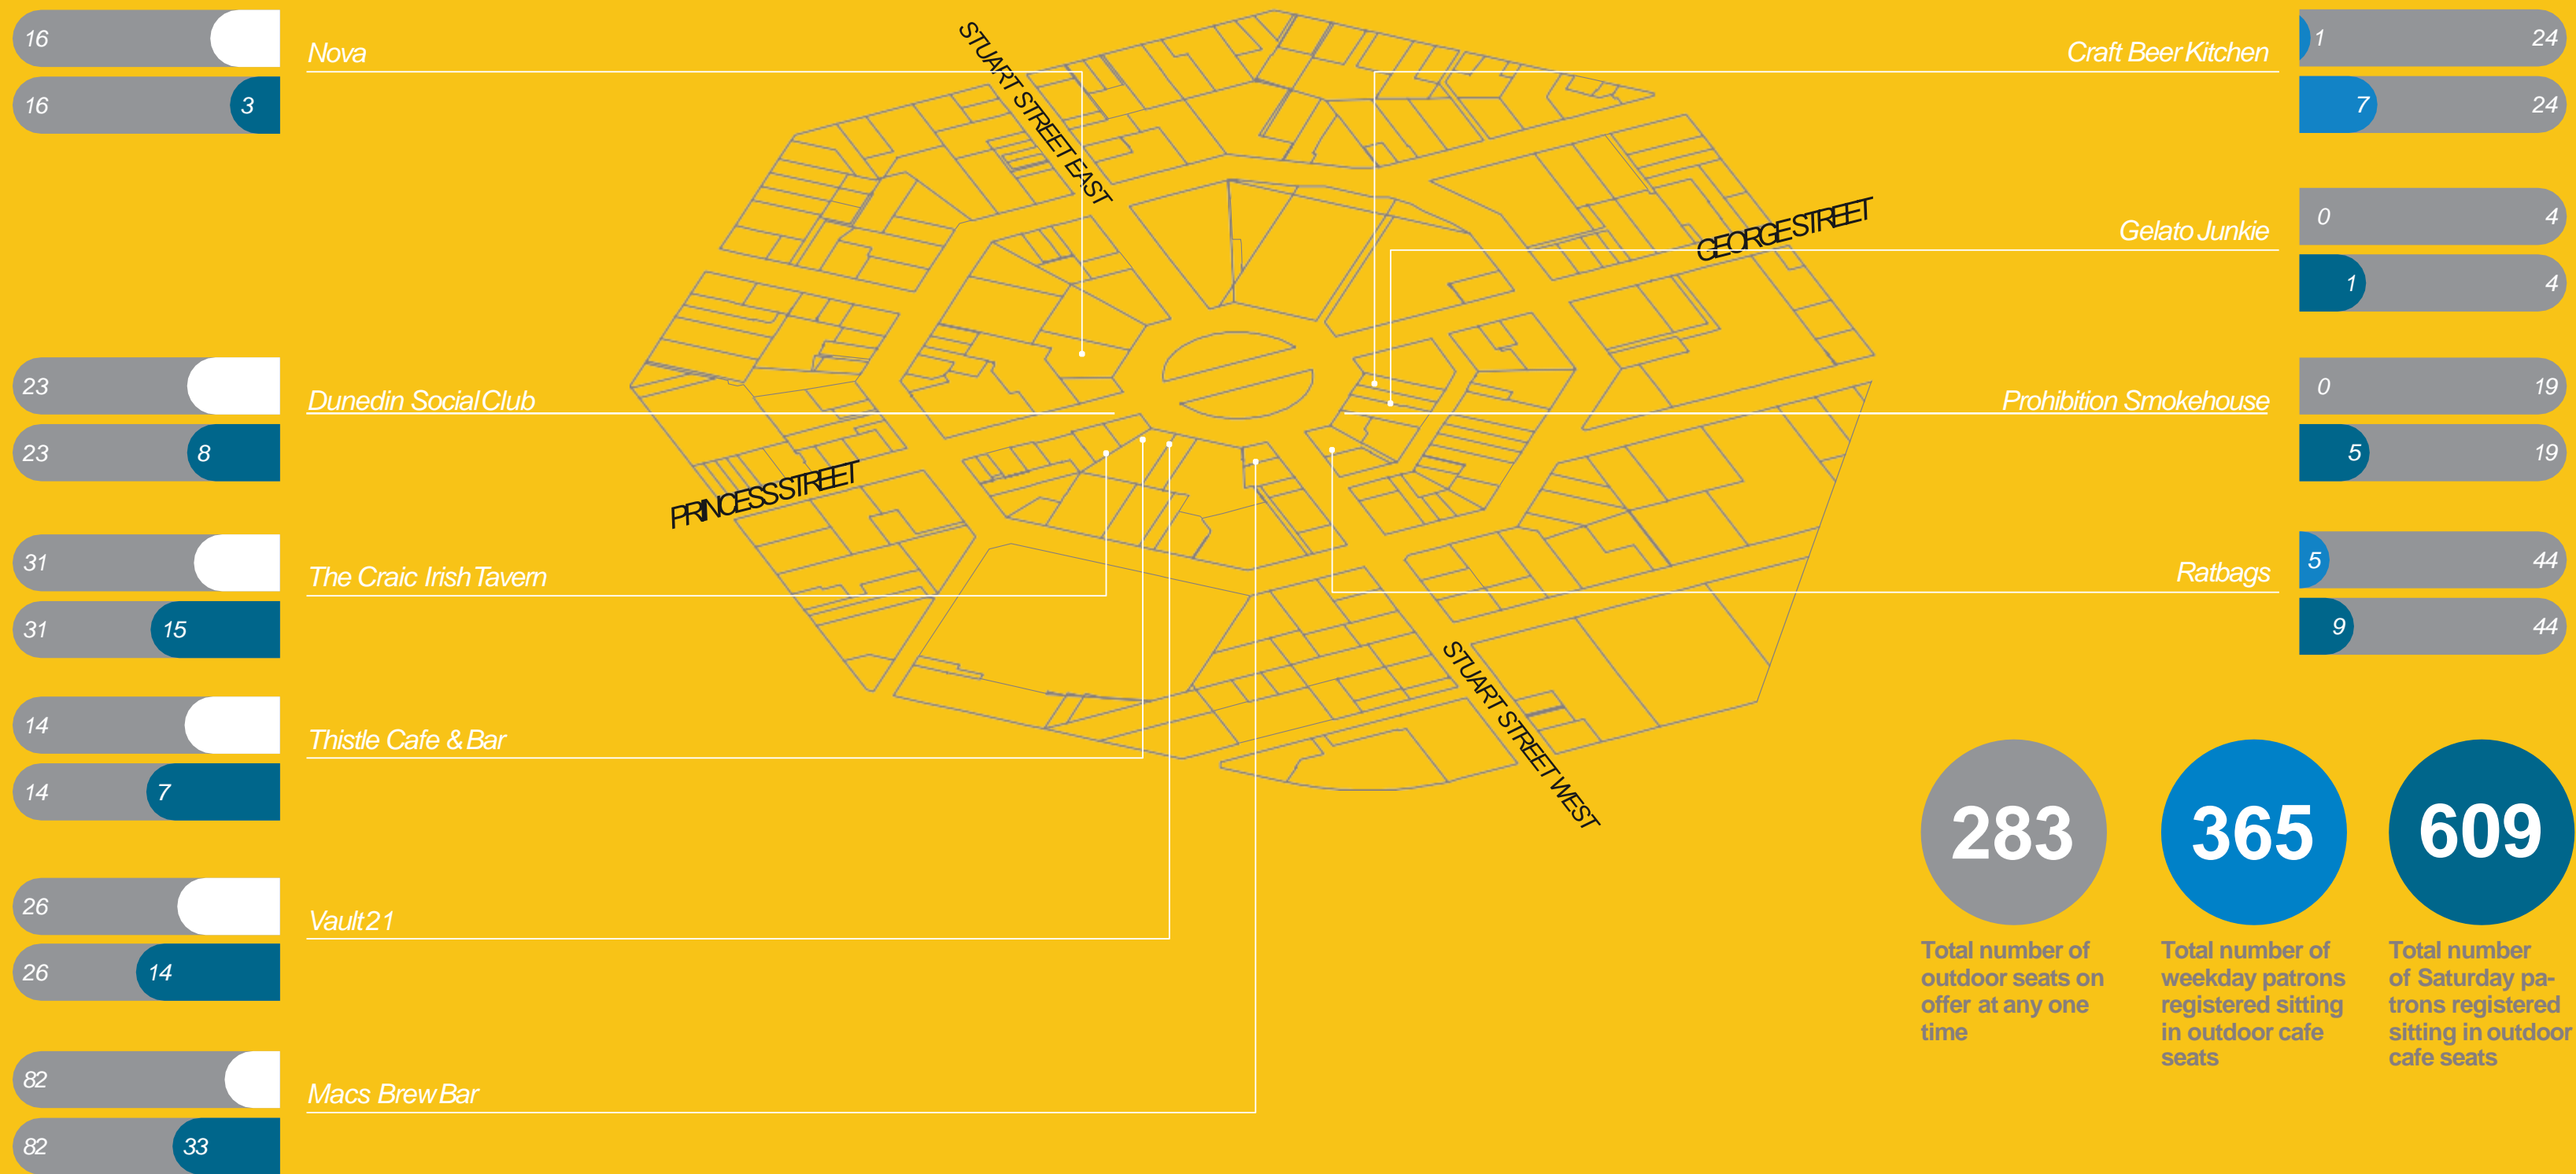 16
Nova
16
3
23
Dunedin Social Club
23
8
31
The Craic Irish Tavern
31
15
14
Thistle Cafe & Bar
14
7
26
Vault 21
26
14
82
Macs Brew Bar
82
33
STUART STREET EAST
GEORGE STREET
PRINCESS STREET
STUART STREET WEST
Craft Beer Kitchen
1
24
7
24
Gelato Junkie
0
4
1
4
Prohibition Smokehouse
0
19
5
19
Ratbags
5
44
9
44
283
Total number of
outdoor seats on
offer at any one
time
365
Total number of
weekday patrons
registered sitting
in outdoor cafe
seats
609
Total number
of Saturday pa-
trons registered
sitting in outdoor
cafe seats